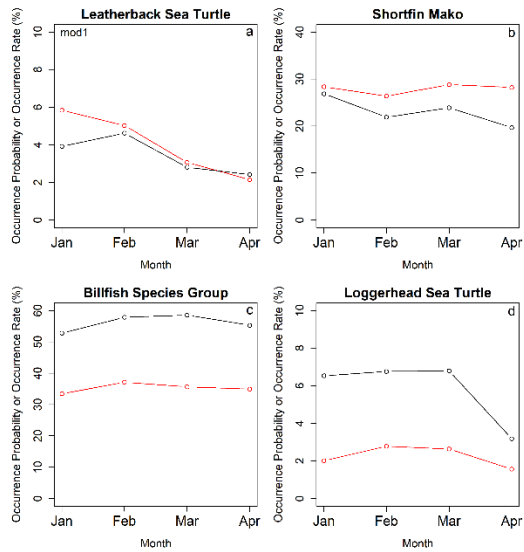 Leatherback Sea Turtle
mod1
a
Occurrence Probability or Occurrence Rate (%)
10
8
6
4
2
0
Jan Feb Mar Apr
Month
Shortfin Mako
b
Occurrence Probability or Occurrence Rate (%)
40
30
20
10
0
Jan Feb Mar Apr
Month
Billfish Species Group
c
Occurrence Probability or Occurrence Rate (%)
60
50
40
30
20
10
0
Jan Feb Mar Apr
Month
Loggerhead Sea Turtle
d
Occurrence Probability or Occurrence Rate (%)
10
8
6
4
2
0
Jan Feb Mar Apr
Month